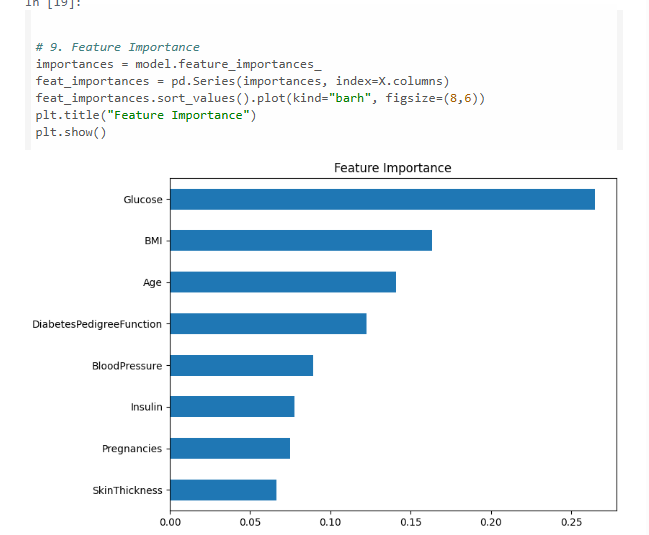 In [19]:
# 9. Feature Importance
importances = model.feature_importances_
feat_importances = pd.Series(importances, index=X.columns)
feat_importances.sort_values().plot(kind="barh", figsize=(8,6))
plt.title("Feature Importance")
plt.show()
Feature Importance
Glucose
BMI
Age
DiabetesPedigreeFunction
BloodPressure
Insulin
Pregnancies
SkinThickness
0.00 0.05 0.10 0.15 0.20 0.25